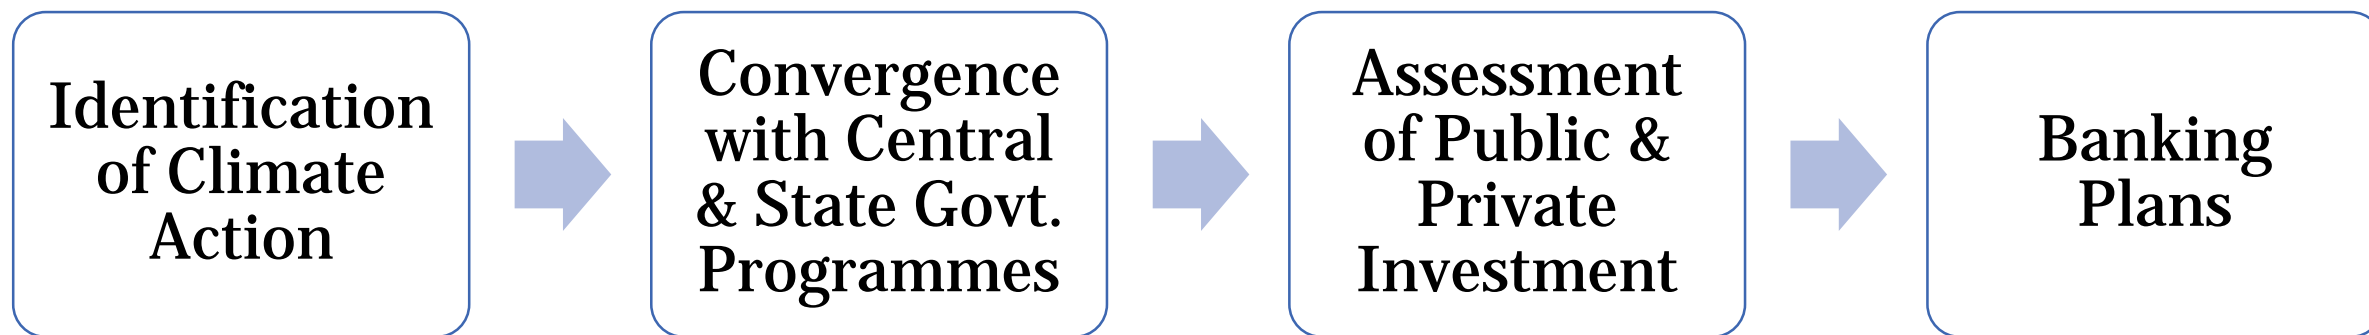 Identification
of Climate
Action
Convergence
with Central
& State Govt.
Programmes
Assessment
of Public &
Private
Investment
Banking
Plans